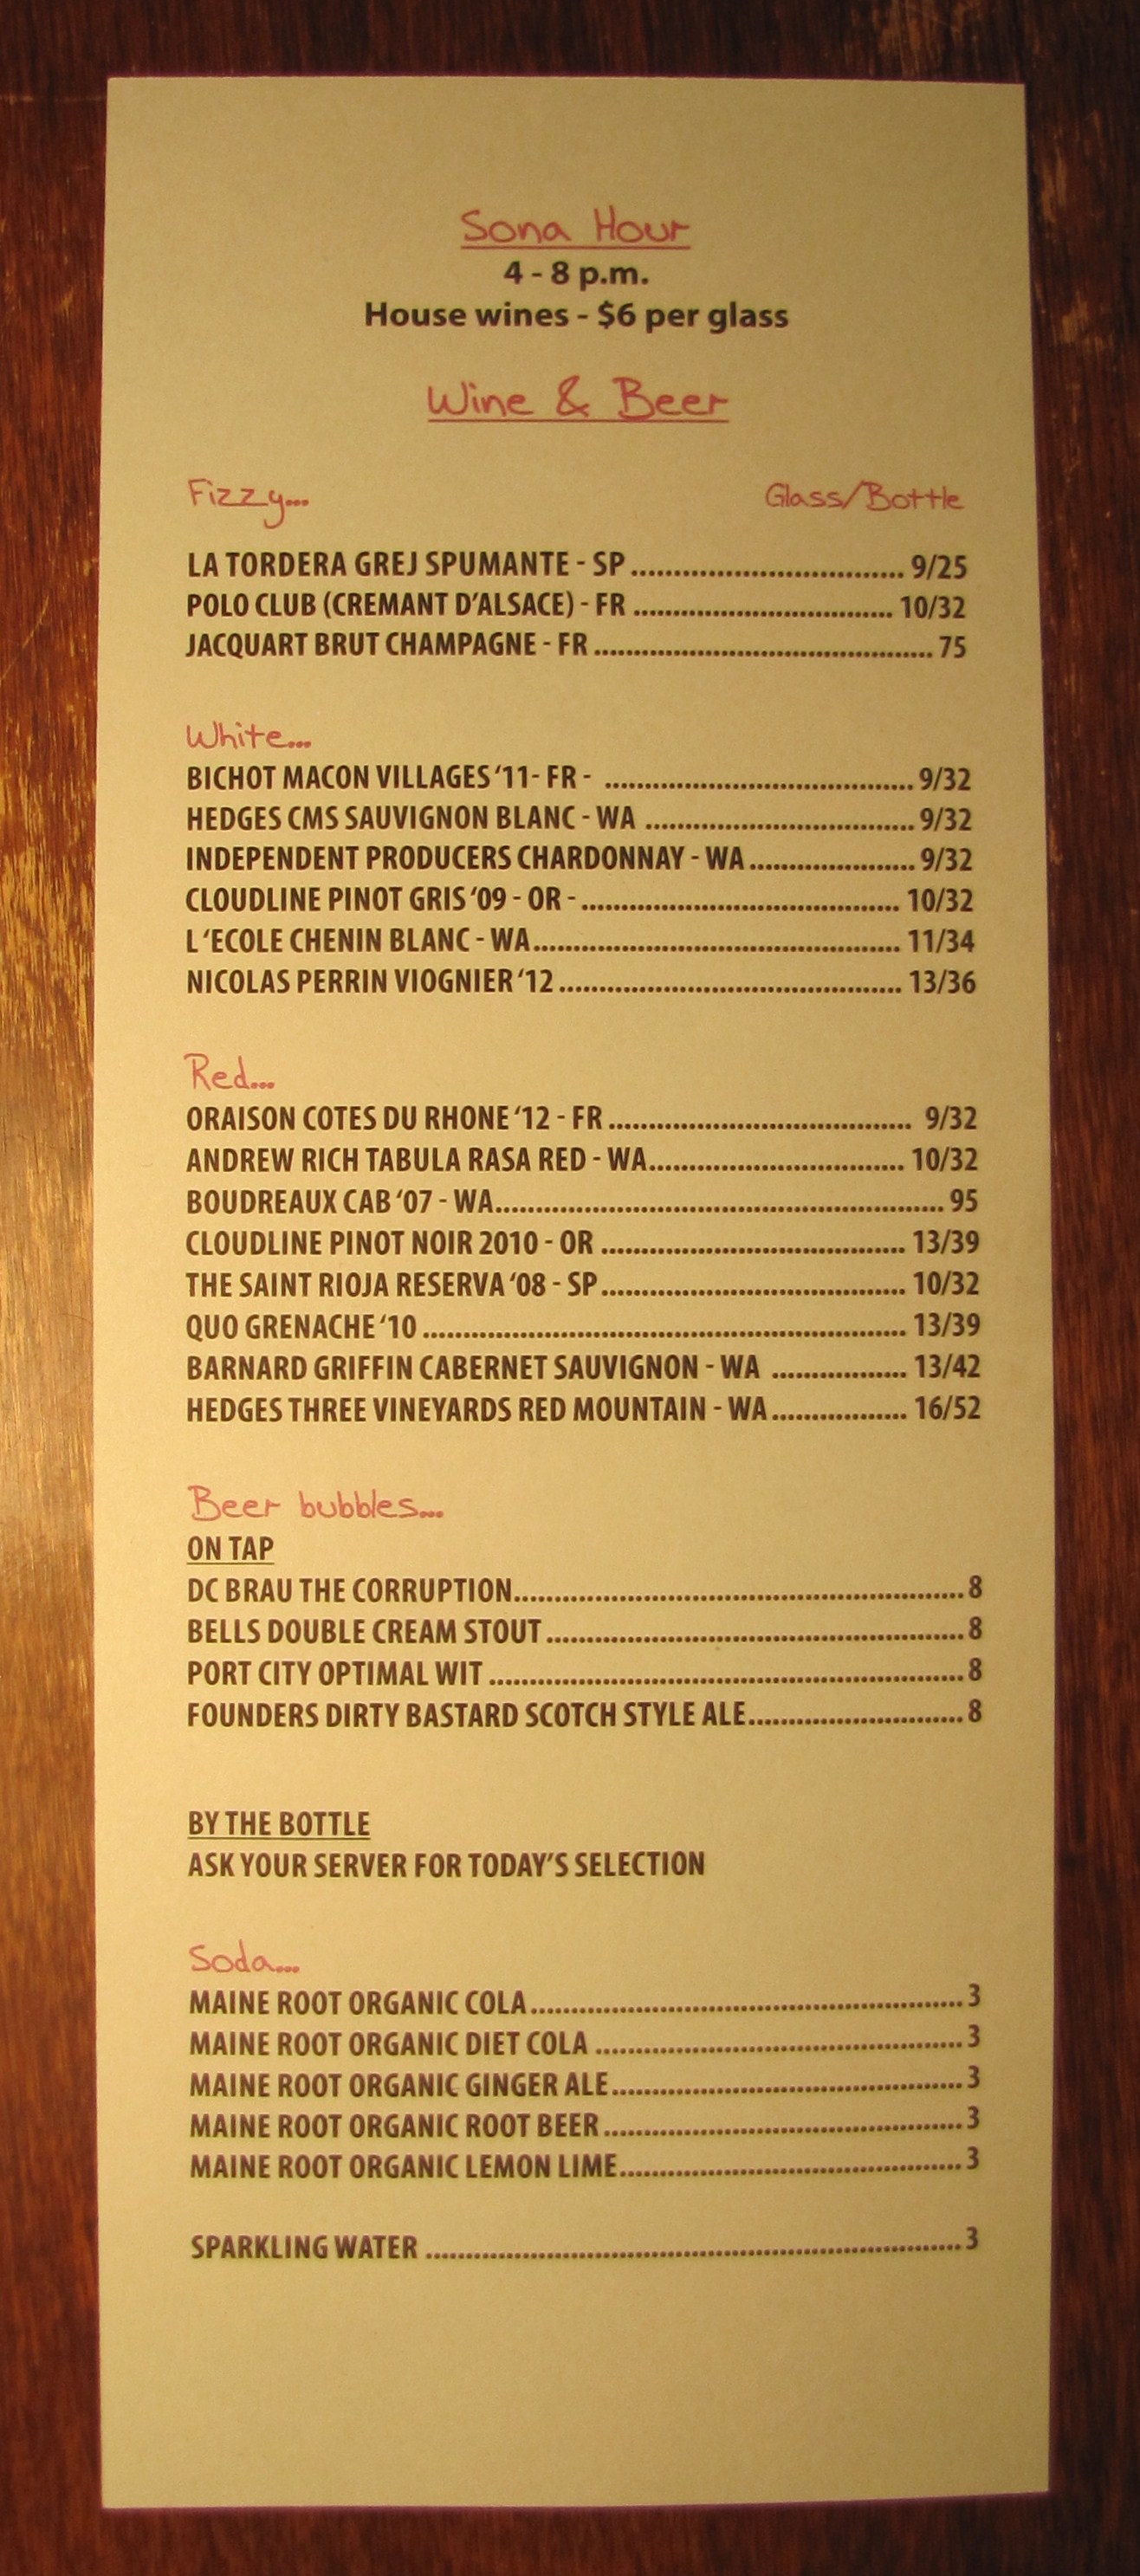 Sona Hour
4 - 8 p.m.
House wines - $6 per glass
Wine & Beer
Fizzy... Glass/Bottle
LA TORDERA GREJ SPUMANTE - SP ........................ 9/25
POLO CLUB (CREMANT D'ALSACE) - FR ........................ 10/32
JACQUART BRUT CHAMPAGNE - FR ........................ 75
White...
BICHOT MACON VILLAGES '11- FR - ........................ 9/32
HEDGES CMS SAUVIGNON BLANC - WA ........................ 9/32
INDEPENDENT PRODUCERS CHARDONNAY - WA ........................ 9/32
CLOUDLINE PINOT GRIS '09 - OR - ........................ 10/32
L 'ECOLE CHENIN BLANC - WA ........................ 11/34
NICOLAS PERRIN VIOGNIER '12 ........................ 13/36
Red...
ORAISON COTES DU RHONE '12 - FR ........................ 9/32
ANDREW RICH TABULA RASA RED - WA ........................ 10/32
BOUDREAUX CAB '07 - WA ........................ 95
CLOUDLINE PINOT NOIR 2010 - OR ........................ 13/39
THE SAINT RIOJA RESERVA '08 - SP ........................ 10/32
QUO GRENACHE '10 ........................ 13/39
BARNARD GRIFFIN CABERNET SAUVIGNON - WA ........................ 13/42
HEDGES THREE VINEYARDS RED MOUNTAIN - WA ........................ 16/52
Beer bubbles...
ON TAP
DC BRAU THE CORRUPTION ........................ 8
BELLS DOUBLE CREAM STOUT ........................ 8
PORT CITY OPTIMAL WIT ........................ 8
FOUNDERS DIRTY BASTARD SCOTCH STYLE ALE ........................ 8
BY THE BOTTLE
ASK YOUR SERVER FOR TODAY'S SELECTION
Soda...
MAINE ROOT ORGANIC COLA ........................ 3
MAINE ROOT ORGANIC DIET COLA ........................ 3
MAINE ROOT ORGANIC GINGER ALE ........................ 3
MAINE ROOT ORGANIC ROOT BEER ........................ 3
MAINE ROOT ORGANIC LEMON LIME ........................ 3
SPARKLING WATER ........................ 3